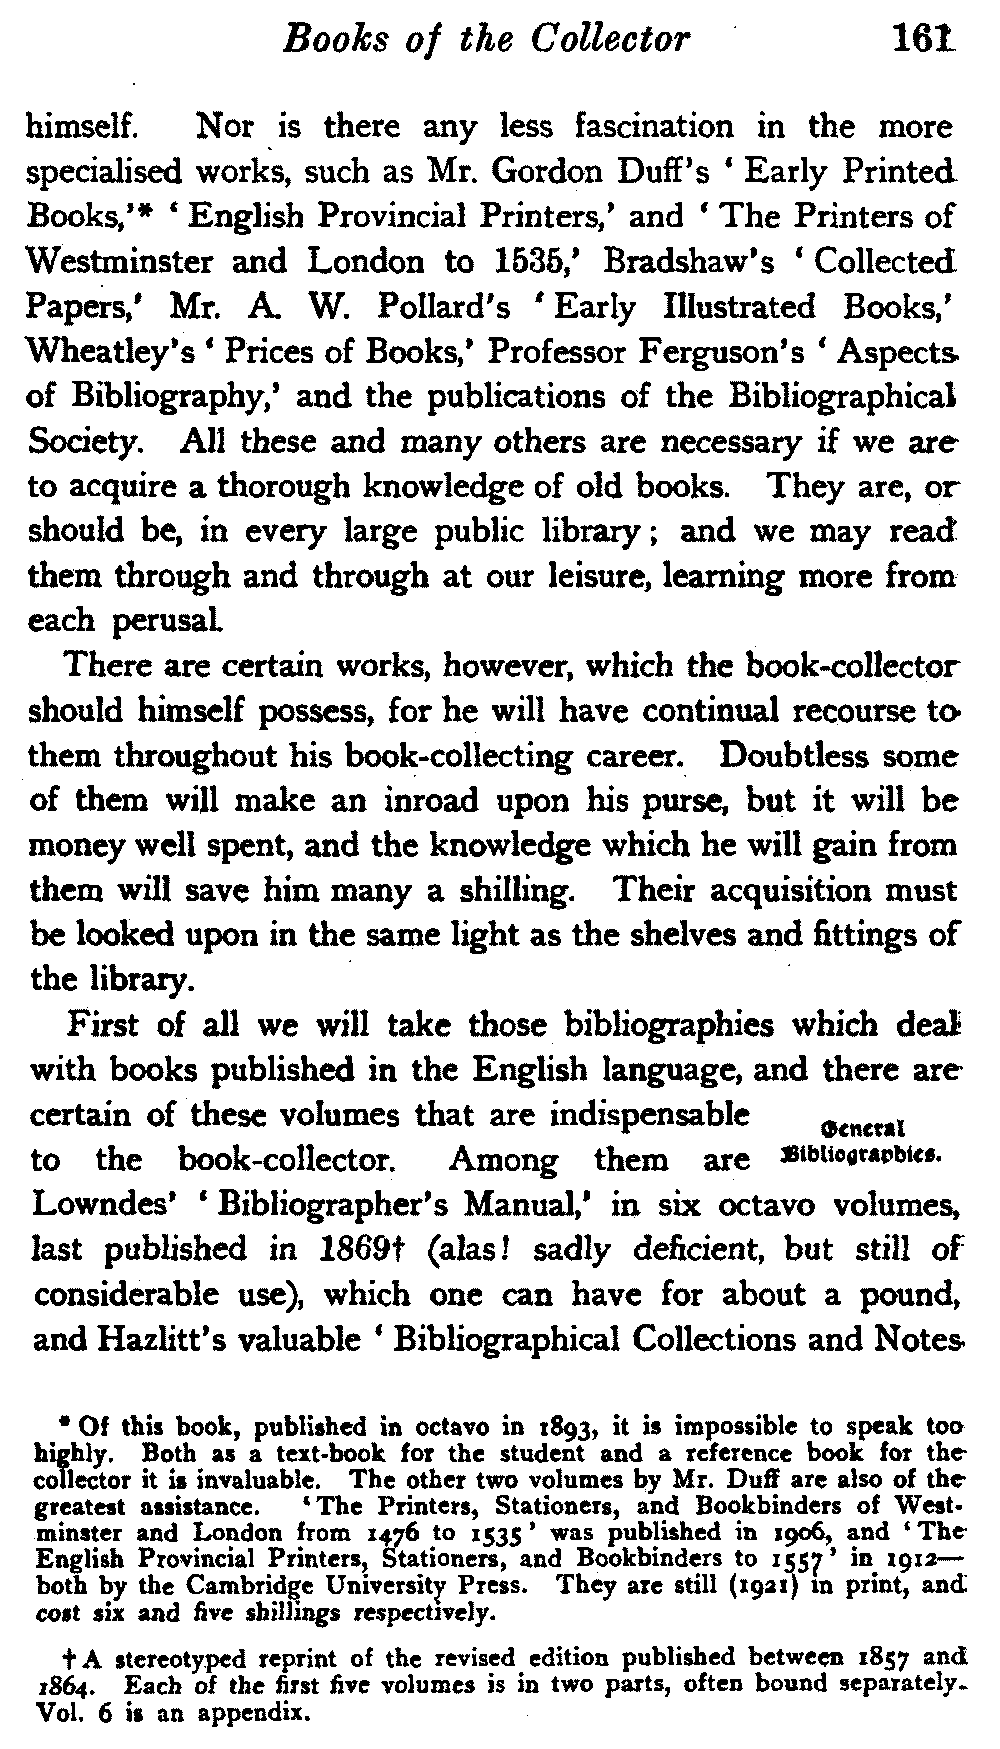 Books of the Collector 161
himself. Nor is there any less fascination in the more
specialised works, such as Mr. Gordon Duff's ‘ Early Printed
Books,’* ‘ English Provincial Printers,’ and ‘ The Printers of
Westminster and London to 1535,’ Bradshaw's ‘ Collected
Papers,’ Mr. A. W. Pollard's ‘ Early Illustrated Books,’
Wheatley's ‘ Prices of Books,’ Professor Ferguson's ‘ Aspects
of Bibliography,’ and the publications of the Bibliographical
Society. All these and many others are necessary if we are
to acquire a thorough knowledge of old books. They are, or
should be, in every large public library ; and we may read
them through and through at our leisure, learning more from
each perusal.
There are certain works, however, which the book-collector
should himself possess, for he will have continual recourse to
them throughout his book-collecting career. Doubtless some
of them will make an inroad upon his purse, but it will be
money well spent, and the knowledge which he will gain from
them will save him many a shilling. Their acquisition must
be looked upon in the same light as the shelves and fittings of
the library.
First of all we will take those bibliographies which deal
with books published in the English language, and there are
certain of these volumes that are indispensable
General
to the book-collector. Among them are
Bibliographies.
Lowndes' ‘ Bibliographer's Manual,’ in six octavo volumes,
last published in 1869† (alas! sadly deficient, but still of
considerable use), which one can have for about a pound,
and Hazlitt's valuable ‘ Bibliographical Collections and Notes
* Of this book, published in octavo in 1893, it is impossible to speak too
highly. Both as a text-book for the student and a reference book for the
collector it is invaluable. The other two volumes by Mr. Duff are also of the
greatest assistance. ‘ The Printers, Stationers, and Bookbinders of West-
minster and London from 1476 to 1535 ’ was published in 1906, and ‘ The
English Provincial Printers, Stationers, and Bookbinders to 1557 ’ in 1912—
both by the Cambridge University Press. They are still (1921) in print, and
cost six and five shillings respectively.
† A stereotyped reprint of the revised edition published between 1857 and
1864. Each of the first five volumes is in two parts, often bound separately.
Vol. 6 is an appendix.